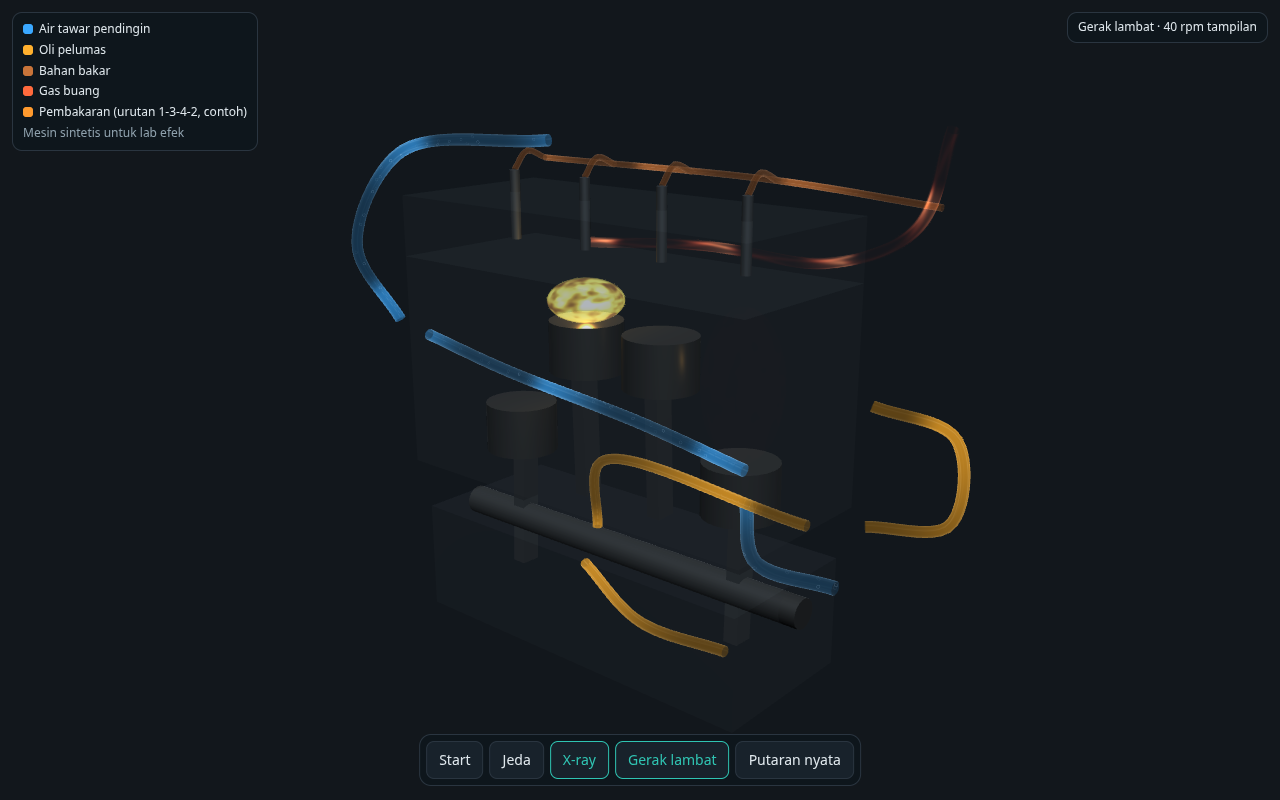 Air tawar pendingin
Oli pelumas
Bahan bakar
Gas buang
Pembakaran (urutan 1-3-4-2, contoh)
Mesin sintetis untuk lab efek
Gerak lambat · 40 rpm tampilan
Start
Jeda
X-ray
Gerak lambat
Putaran nyata